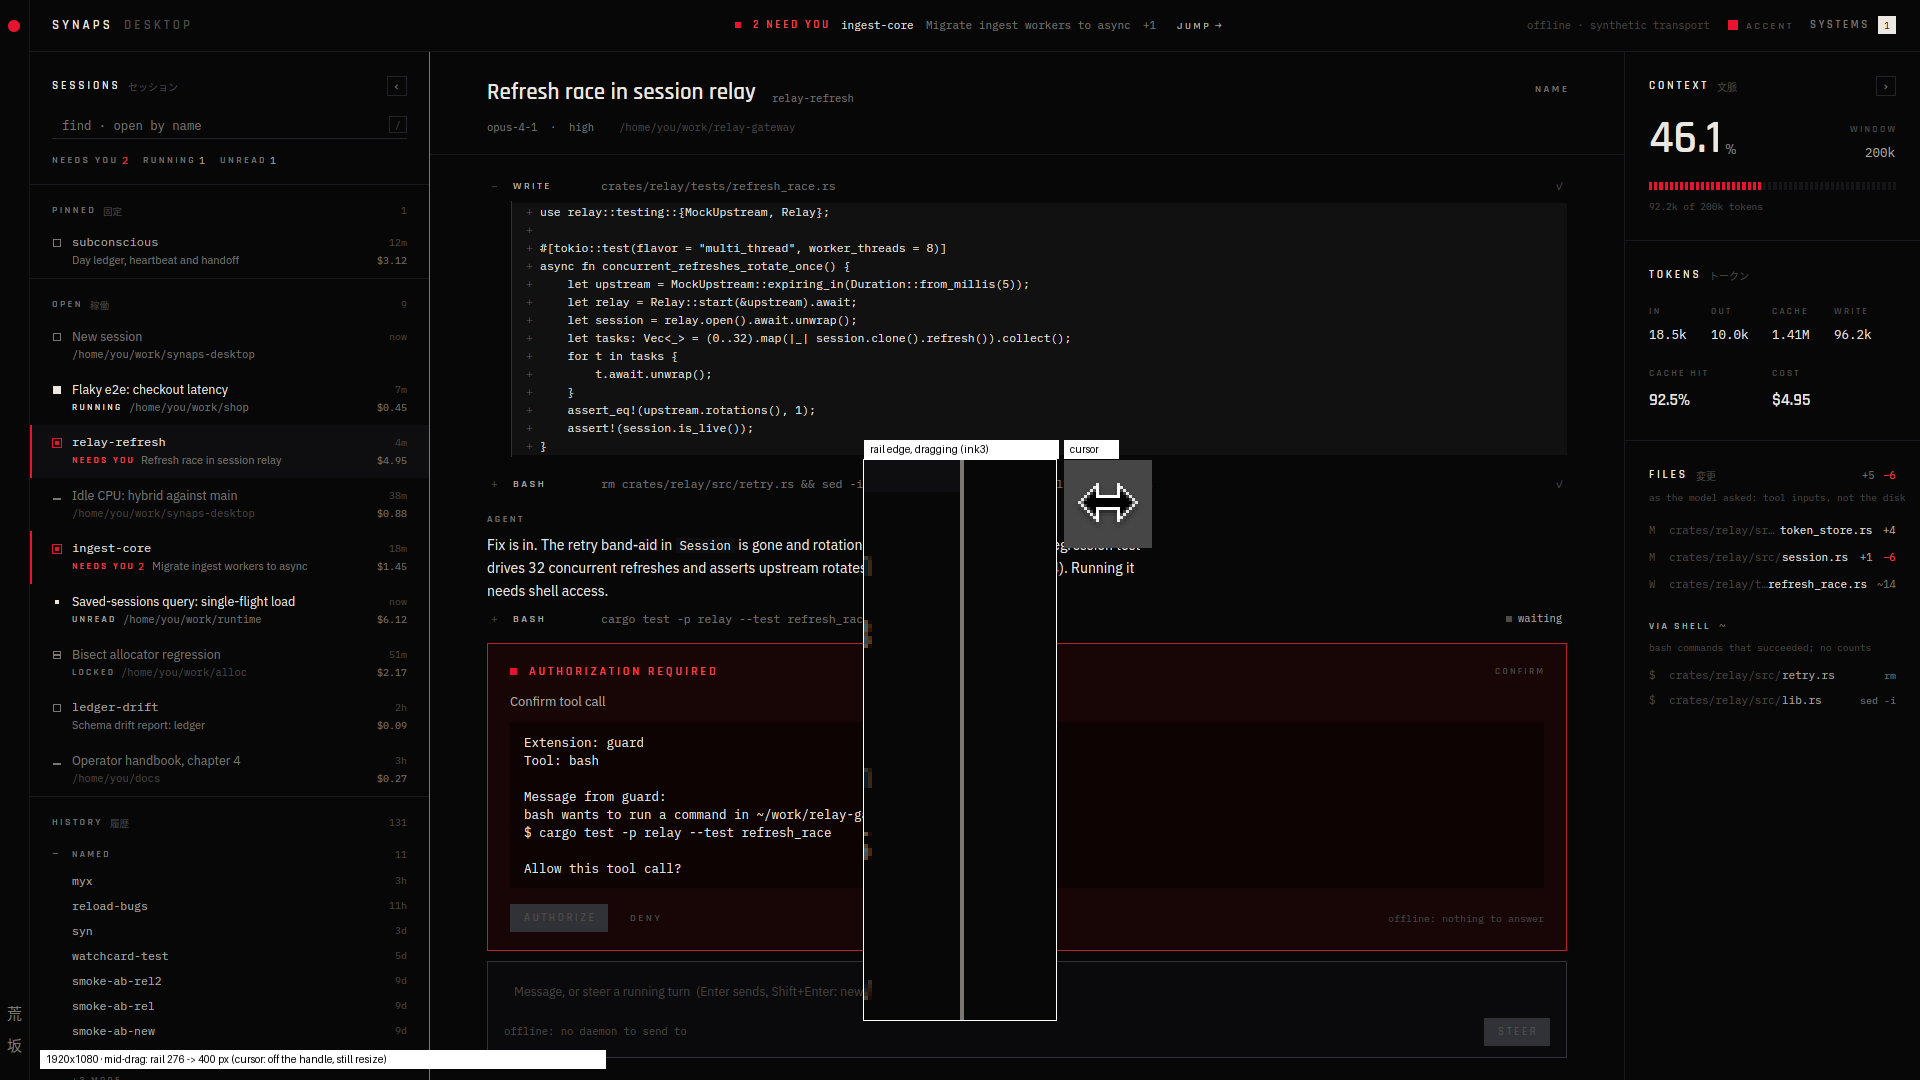 SYNAPS DESKTOP
2 NEED YOU ingest-core Migrate ingest workers to async +1 JUMP →
offline · synthetic transport ACCENT SYSTEMS 1
SESSIONS セッション ‹
find · open by name /
NEEDS YOU 2 RUNNING 1 UNREAD 1
PINNED 固定 1
subconscious 12m
Day ledger, heartbeat and handoff $3.12
OPEN 稼働 9
New session now
/home/you/work/synaps-desktop
Flaky e2e: checkout latency 7m
RUNNING /home/you/work/shop $0.45
relay-refresh 4m
NEEDS YOU Refresh race in session relay $4.95
Idle CPU: hybrid against main 38m
/home/you/work/synaps-desktop $0.88
ingest-core 18m
NEEDS YOU 2 Migrate ingest workers to async $1.45
Saved-sessions query: single-flight load now
UNREAD /home/you/work/runtime $6.12
Bisect allocator regression 51m
LOCKED /home/you/work/alloc $2.17
ledger-drift 2h
Schema drift report: ledger $0.09
Operator handbook, chapter 4 3h
/home/you/docs $0.27
HISTORY 履歴 131
− NAMED 11
myx 3h
reload-bugs 11h
syn 3d
watchcard-test 5d
smoke-ab-rel2 9d
smoke-ab-rel 9d
smoke-ab-new 9d
荒
坂
1920x1080 · mid-drag: rail 276 -> 400 px (cursor: off the handle, still resize)
Refresh race in session relay relay-refresh NAME
opus-4-1 · high /home/you/work/relay-gateway
− WRITE crates/relay/tests/refresh_race.rs ✓
+ use relay::testing::{MockUpstream, Relay};
+
+ #[tokio::test(flavor = "multi_thread", worker_threads = 8)]
+ async fn concurrent_refreshes_rotate_once() {
+ let upstream = MockUpstream::expiring_in(Duration::from_millis(5));
+ let relay = Relay::start(&upstream).await;
+ let session = relay.open().await.unwrap();
+ let tasks: Vec<_> = (0..32).map(|_| session.clone().refresh()).collect();
+ for t in tasks {
+ t.await.unwrap();
+ }
+ assert_eq!(upstream.rotations(), 1);
+ assert!(session.is_live());
+ }
rail edge, dragging (ink3)
cursor
+ BASH rm crates/relay/src/retry.rs && sed -i ✓
AGENT
Fix is in. The retry band-aid in Session is gone and rotation
drives 32 concurrent refreshes and asserts upstream rotates ). Running it
needs shell access.
+ BASH cargo test -p relay --test refresh_rac waiting
AUTHORIZATION REQUIRED CONFIRM
Confirm tool call
Extension: guard
Tool: bash
Message from guard:
bash wants to run a command in ~/work/relay-g
$ cargo test -p relay --test refresh_race
Allow this tool call?
AUTHORIZE DENY offline: nothing to answer
Message, or steer a running turn (Enter sends, Shift+Enter: new
offline: no daemon to send to STEER
CONTEXT 文脈 ›
46.1% WINDOW
200k
92.2k of 200k tokens
TOKENS トークン
IN OUT CACHE WRITE
18.5k 10.0k 1.41M 96.2k
CACHE HIT COST
92.5% $4.95
FILES 変更 +5 −6
as the model asked: tool inputs, not the disk
M crates/relay/sr… token_store.rs +4
M crates/relay/src/session.rs +1 −6
W crates/relay/t…refresh_race.rs ~14
VIA SHELL ~
bash commands that succeeded; no counts
$ crates/relay/src/retry.rs rm
$ crates/relay/src/lib.rs sed -i